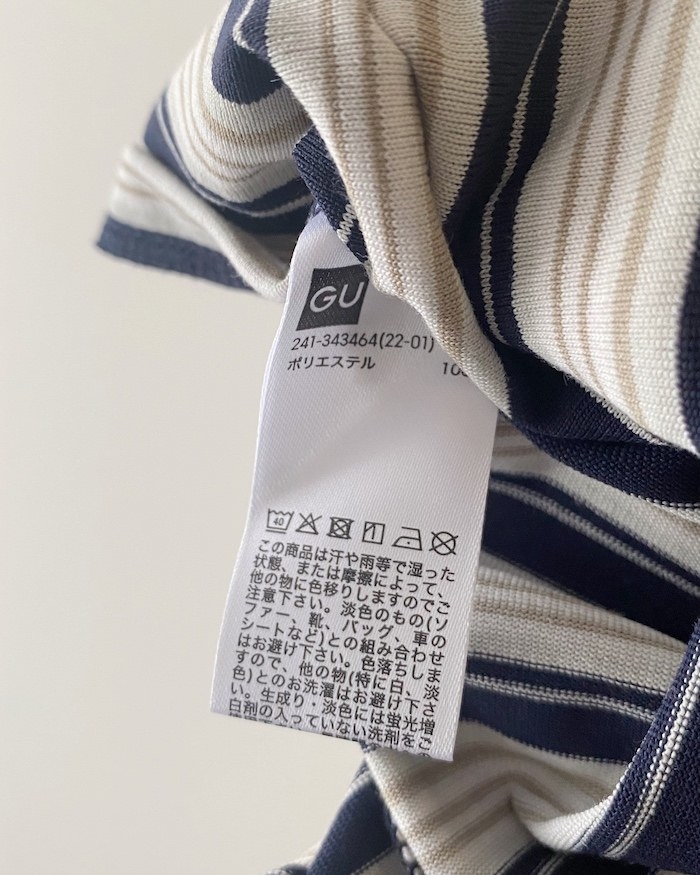 GU
241-343464(22-01)
ポリエステル
40
この商品は汗や雨等で湿った
状態、または摩擦によって、
他の物に色移りしますのでご
注意下さい。淡色のもの(ソ
ファー、靴、バッグ、車の
シートなど)との組み合わせ
はお避け下さい。色落ちしま
すので、他の物(特に白、淡
色)とのお洗濯はお避け下さ
い。生成り・淡色には蛍光増
白剤の入っていない洗剤をご